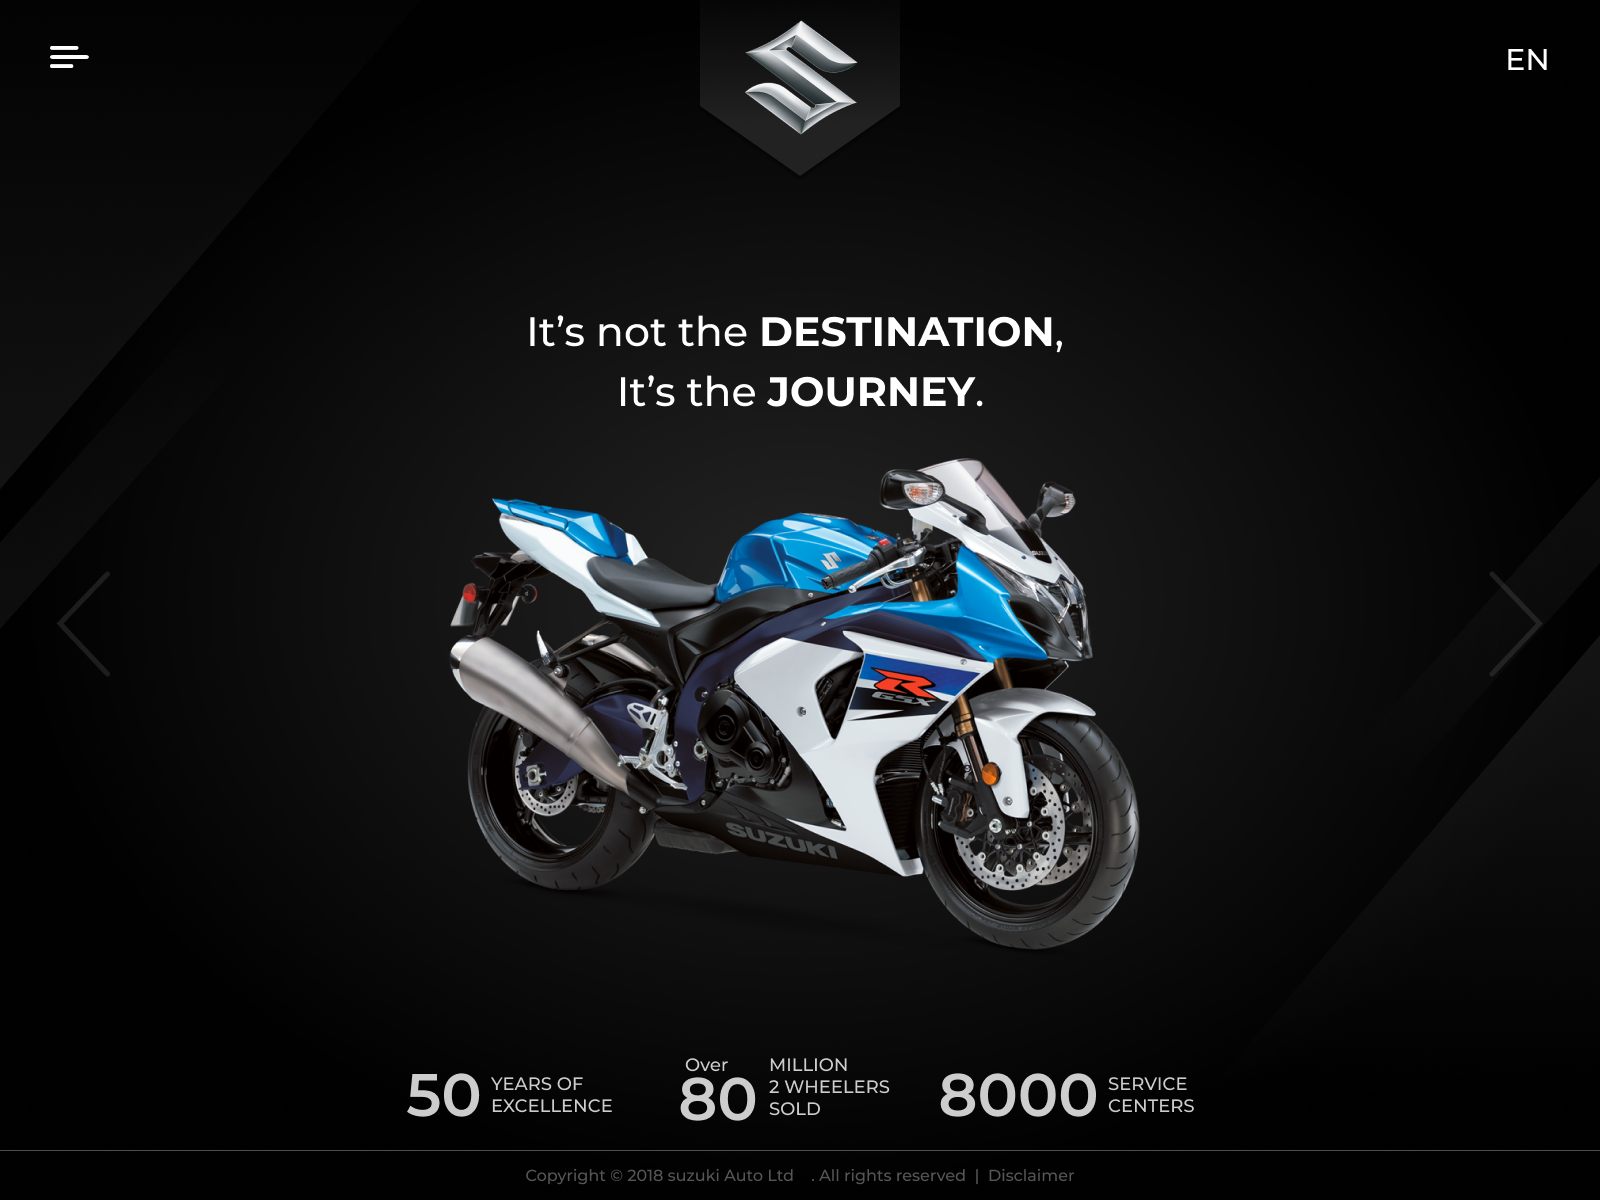 EN
It’s not the DESTINATION,
It’s the JOURNEY.
R
GSX
SUZUKI
50 YEARS OF
EXCELLENCE
Over
80 MILLION
2 WHEELERS
SOLD
8000 SERVICE
CENTERS
Copyright © 2018 suzuki Auto Ltd . All rights reserved | Disclaimer